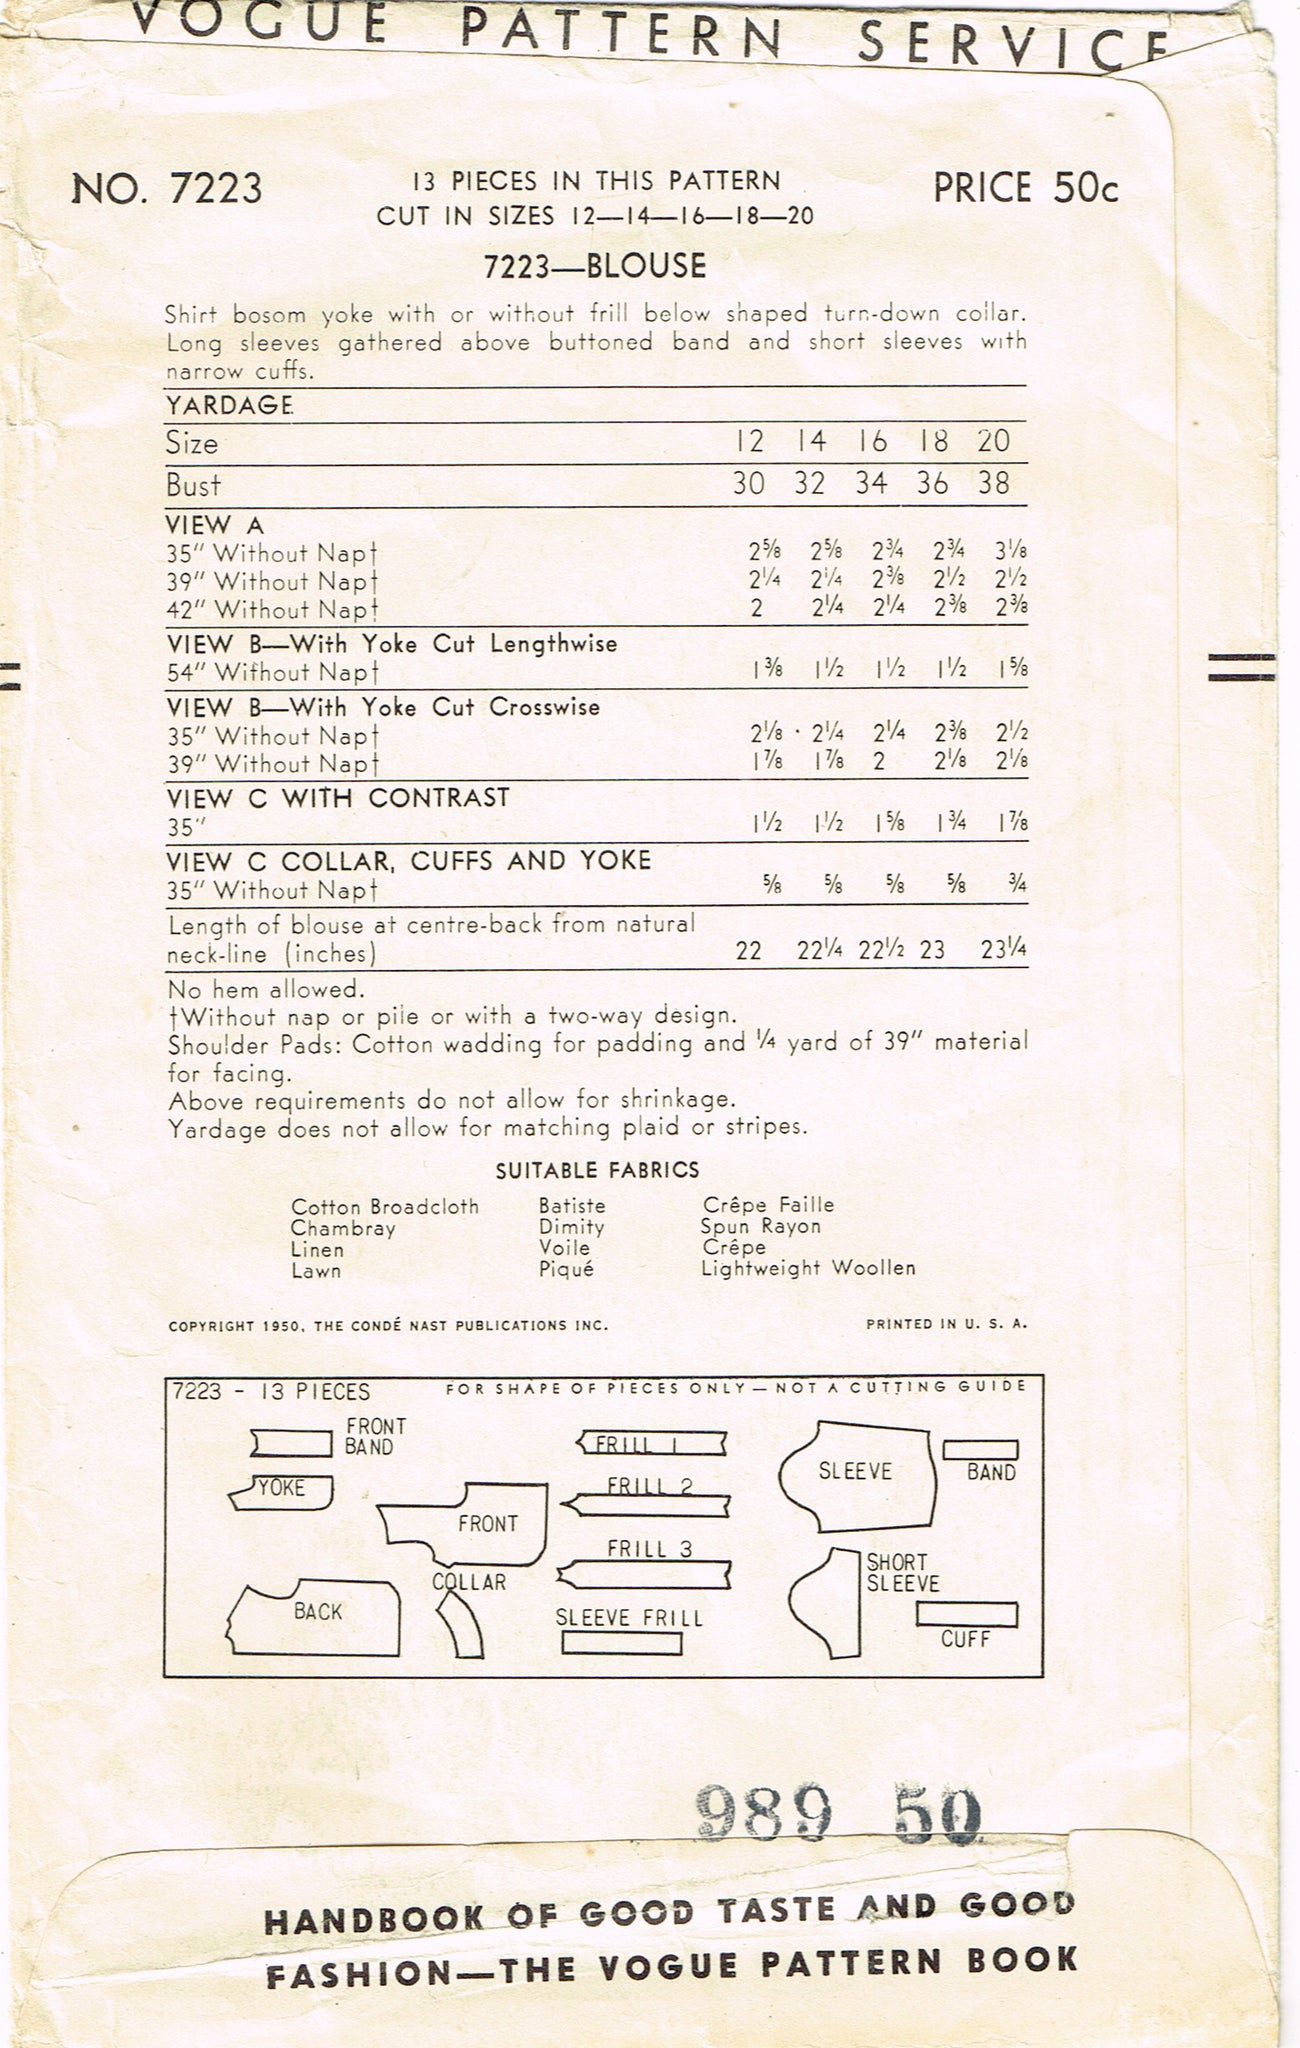 VOGUE PATTERN SERVICE
NO. 7223 13 PIECES IN THIS PATTERN PRICE 50c
CUT IN SIZES 12—14—16—18—20
7223—BLOUSE
Shirt bosom yoke with or without frill below shaped turn-down collar.
Long sleeves gathered above buttoned band and short sleeves with
narrow cuffs.
YARDAGE
Size 12 14 16 18 20
Bust 30 32 34 36 38
VIEW A
35" Without Nap† 2⅝ 2⅝ 2¾ 2¾ 3⅛
39" Without Nap† 2¼ 2¼ 2⅜ 2½ 2½
42" Without Nap† 2 2¼ 2¼ 2⅜ 2⅜
VIEW B—With Yoke Cut Lengthwise
54" Without Nap† 1⅜ 1½ 1½ 1½ 1⅝
VIEW B—With Yoke Cut Crosswise
35" Without Nap† 2⅛ 2¼ 2¼ 2⅜ 2½
39" Without Nap† 1⅞ 1⅞ 2 2⅛ 2⅛
VIEW C WITH CONTRAST
35" 1½ 1½ 1⅝ 1¾ 1⅞
VIEW C COLLAR, CUFFS AND YOKE
35" Without Nap† ⅝ ⅝ ⅝ ⅝ ¾
Length of blouse at centre-back from natural
neck-line (inches) 22 22¼ 22½ 23 23¼
No hem allowed.
†Without nap or pile or with a two-way design.
Shoulder Pads: Cotton wadding for padding and ¼ yard of 39" material
for facing.
Above requirements do not allow for shrinkage.
Yardage does not allow for matching plaid or stripes.
SUITABLE FABRICS
Cotton Broadcloth Batiste Crêpe Faille
Chambray Dimity Spun Rayon
Linen Voile Crêpe
Lawn Piqué Lightweight Woollen
COPYRIGHT 1950, THE CONDÉ NAST PUBLICATIONS INC. PRINTED IN U. S. A.
7223 - 13 PIECES FOR SHAPE OF PIECES ONLY—NOT A CUTTING GUIDE
FRONT
BAND
YOKE
FRONT
COLLAR
BACK
FRILL 1
FRILL 2
FRILL 3
SLEEVE FRILL
SLEEVE
BAND
SHORT
SLEEVE
CUFF
989 50
HANDBOOK OF GOOD TASTE AND GOOD
FASHION—THE VOGUE PATTERN BOOK